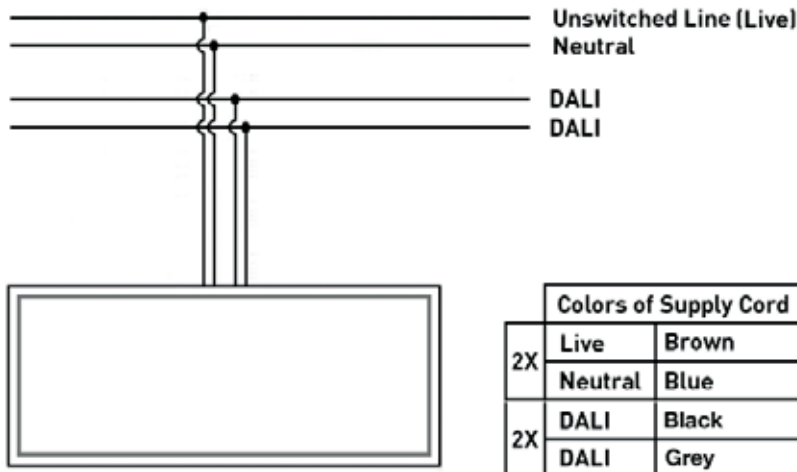 Unswitched Line (Live)
Neutral
DALI
DALI
Colors of Supply Cord
2X
Live Brown
Neutral Blue
2X
DALI Black
DALI Grey